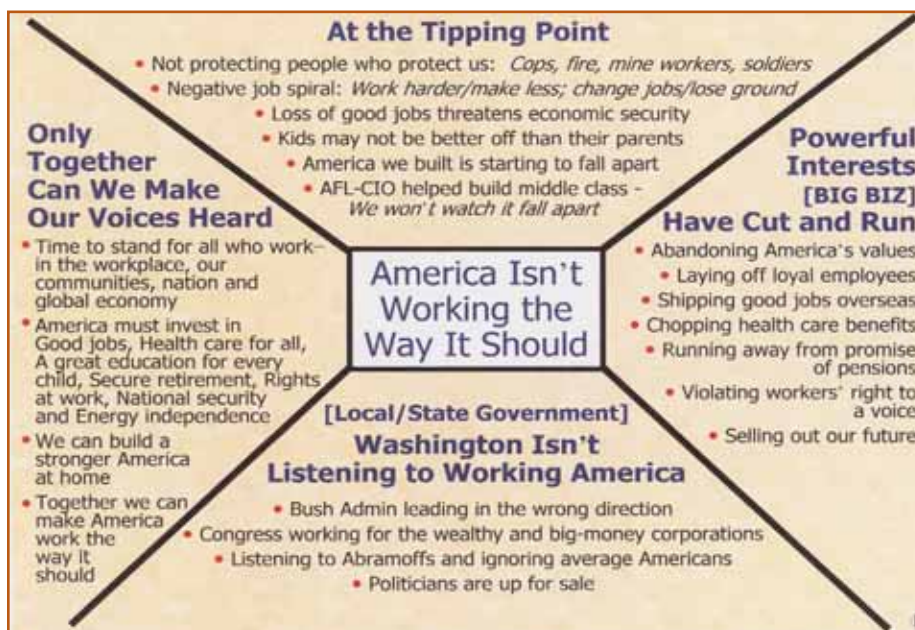 At the Tipping Point
• Not protecting people who protect us: Cops, fire, mine workers, soldiers
• Negative job spiral: Work harder/make less; change jobs/lose ground
• Loss of good jobs threatens economic security
• Kids may not be better off than their parents
• America we built is starting to fall apart
• AFL-CIO helped build middle class -
We won't watch it fall apart
Only
Together
Can We Make
Our Voices Heard
• Time to stand for all who work–
in the workplace, our
communities, nation and
global economy
• America must invest in
Good jobs, Health care for all,
A great education for every
child, Secure retirement, Rights
at work, National security
and Energy independence
• We can build a
stronger America
at home
• Together we can
make America
work the
way it
should
America Isn't
Working the
Way It Should
Powerful
Interests
[BIG BIZ]
Have Cut and Run
• Abandoning America's values
• Laying off loyal employees
• Shipping good jobs overseas
• Chopping health care benefits
• Running away from promise
of pensions
• Violating workers' right to
a voice
• Selling out our future
[Local/State Government]
Washington Isn't
Listening to Working America
• Bush Admin leading in the wrong direction
• Congress working for the wealthy and big-money corporations
• Listening to Abramoffs and ignoring average Americans
• Politicians are up for sale